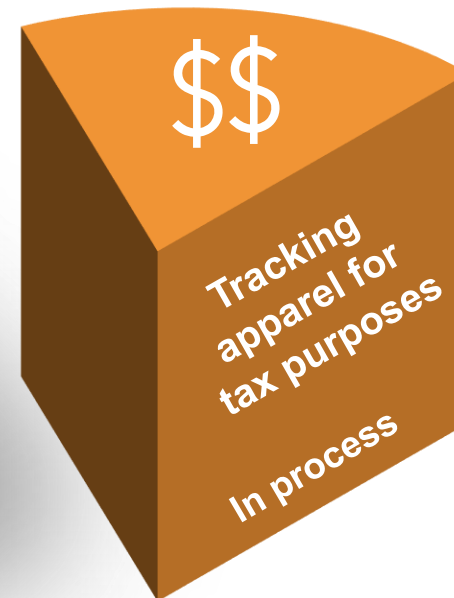 $$
Tracking
apparel for
tax purposes
In process